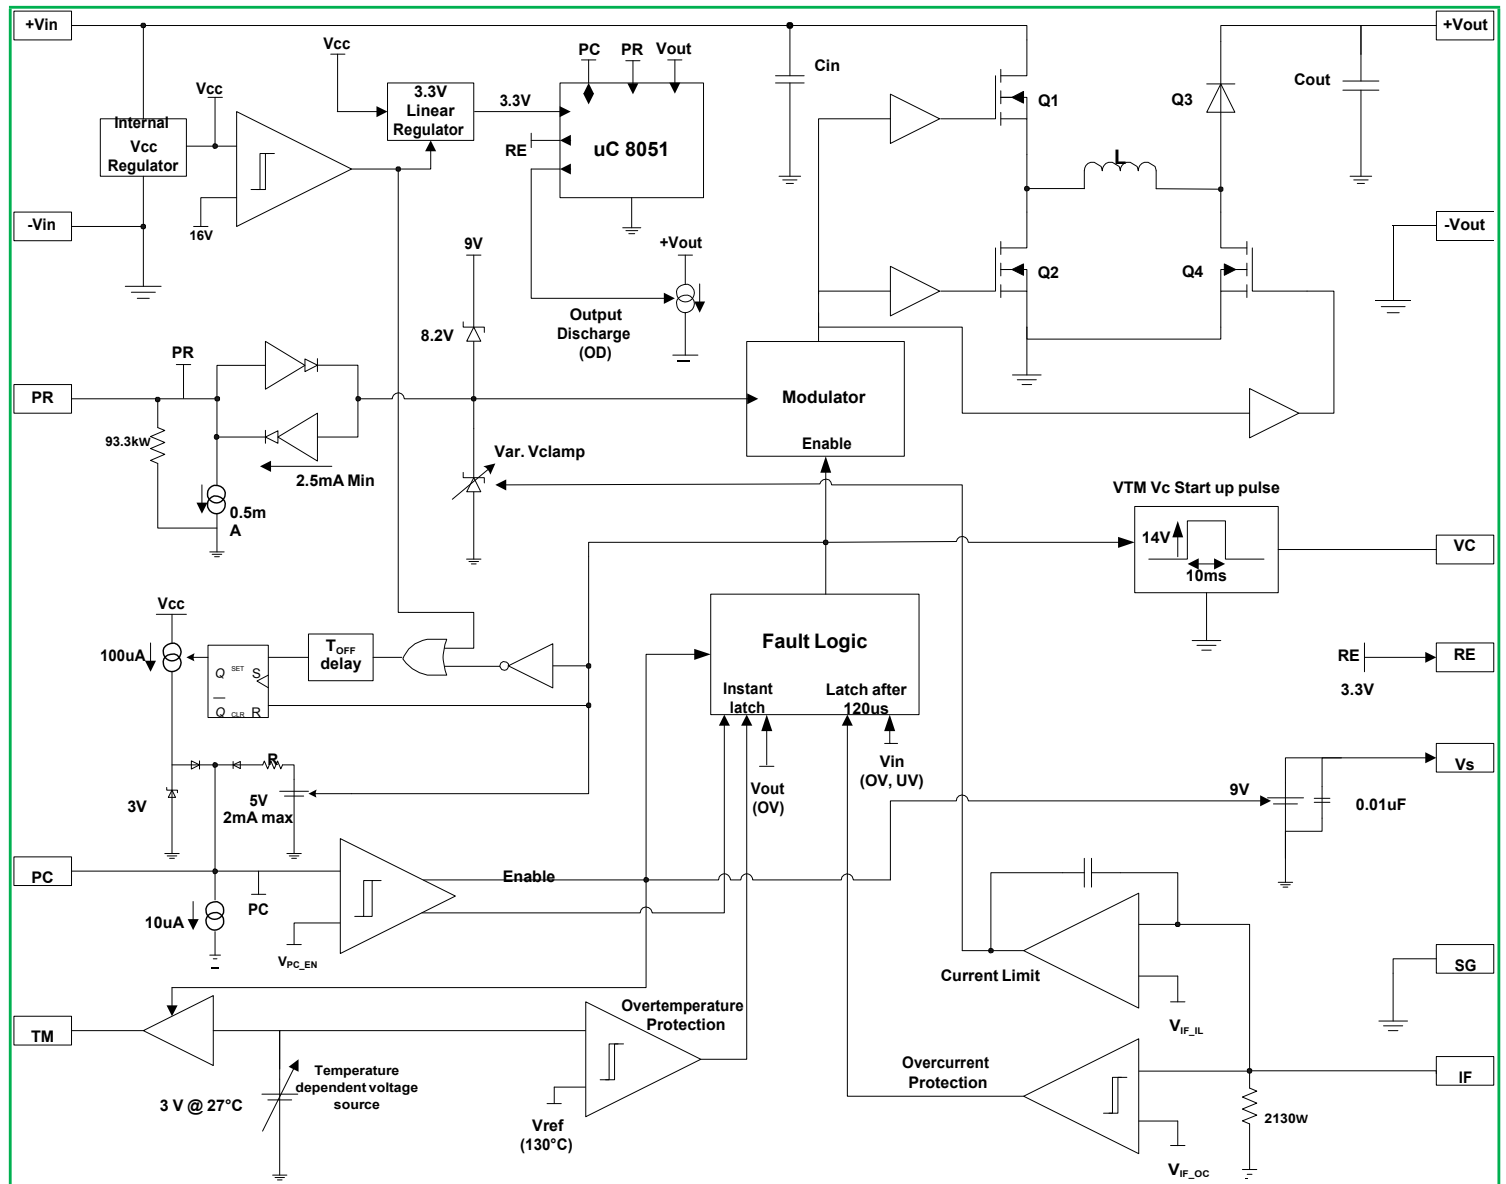 +Vin
+Vout
Vcc
PC
PR
Vout
Cin
Cout
Vcc
3.3V
Linear
Regulator
3.3V
Q1
Q3
Internal
Vcc
Regulator
RE
uC 8051
L
-Vin
16V
-Vout
9V
+Vout
Q2
Q4
8.2V
Output
Discharge
(OD)
PR
PR
Modulator
93.3kW
Enable
Var. Vclamp
2.5mA Min
0.5m
A
VTM Vc Start up pulse
14V
10ms
VC
Vcc
100uA
TOFF
delay
Fault Logic
RE
RE
3.3V
Q
SET
S
Q
CLR
R
Instant
latch
Latch after
120us
R
Vin
(OV, UV)
Vs
3V
5V
2mA max
Vout
(OV)
9V
0.01uF
PC
Enable
PC
10uA
VPC_EN
SG
Current Limit
Overtemperature
Protection
VIF_IL
TM
Temperature
dependent voltage
source
3 V @ 27°C
Overcurrent
Protection
IF
Vref
(130°C)
2130W
VIF_OC